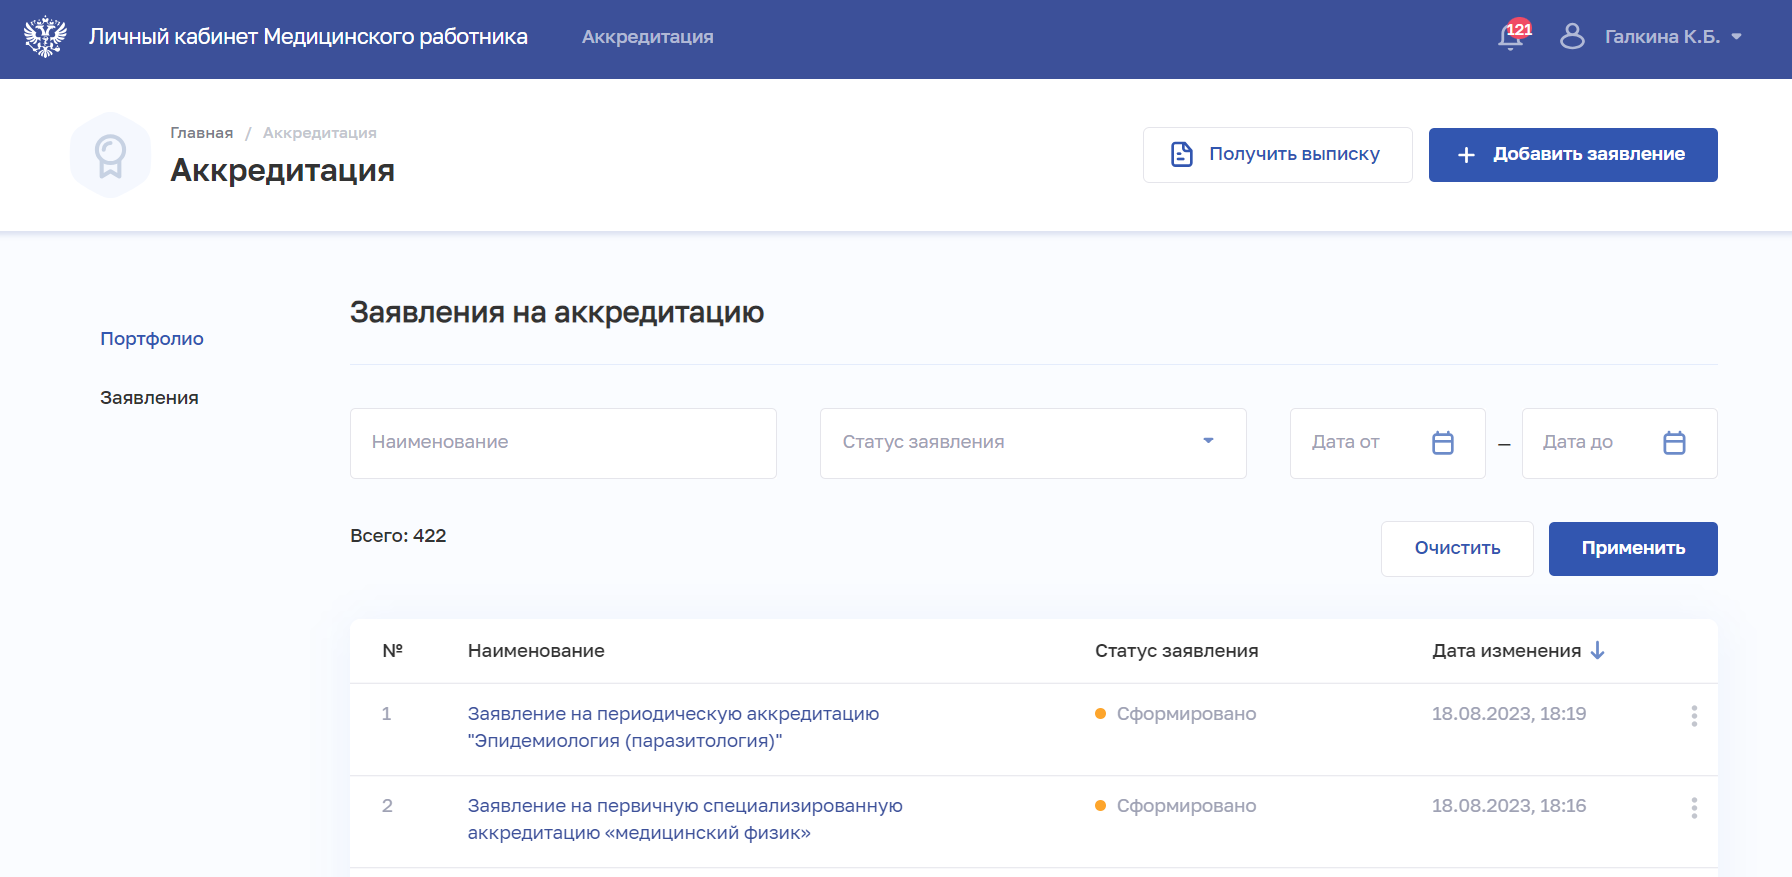 Личный кабинет Медицинского работника
Аккредитация
121
Галкина К.Б.
Главная / Аккредитация
Аккредитация
Получить выписку
+ Добавить заявление
Портфолио
Заявления
Заявления на аккредитацию
Наименование
Статус заявления
Дата от
–
Дата до
Всего: 422
Очистить
Применить
№ Наименование Статус заявления Дата изменения
1 Заявление на периодическую аккредитацию Сформировано 18.08.2023, 18:19
"Эпидемиология (паразитология)"
2 Заявление на первичную специализированную Сформировано 18.08.2023, 18:16
аккредитацию «медицинский физик»